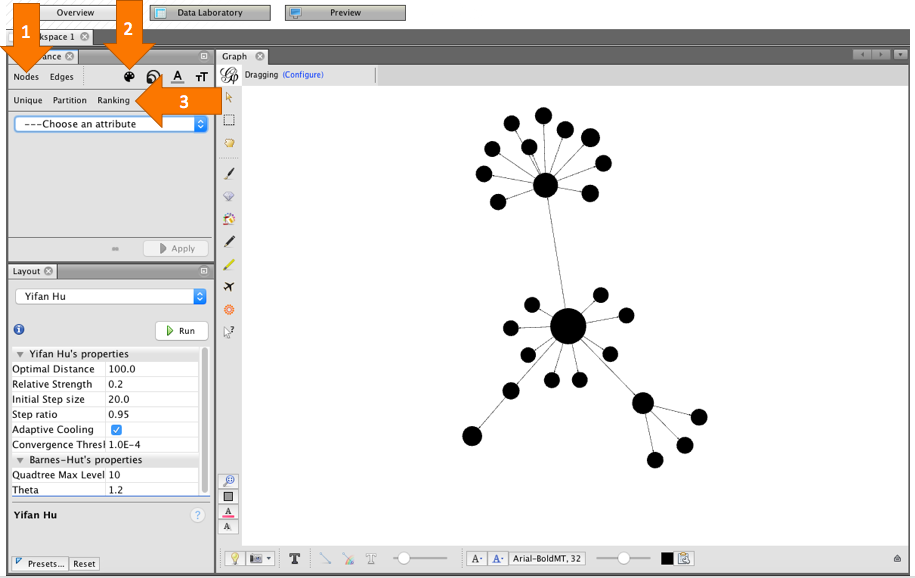 1
2
Overview
Data Laboratory
Preview
kspace 1
ance
Graph
Nodes
Edges
A
TT
Dragging (Configure)
Unique
Partition
Ranking
3
---Choose an attribute
Apply
Layout
Yifan Hu
i
Run
Yifan Hu's properties
Optimal Distance 100.0
Relative Strength 0.2
Initial Step size 20.0
Step ratio 0.95
Adaptive Cooling
Convergence Thresl 1.0E-4
Barnes-Hut's properties
Quadtree Max Level 10
Theta 1.2
Yifan Hu
?
A
A
Presets...
Reset
T
T
A-
A-
Arial-BoldMT, 32